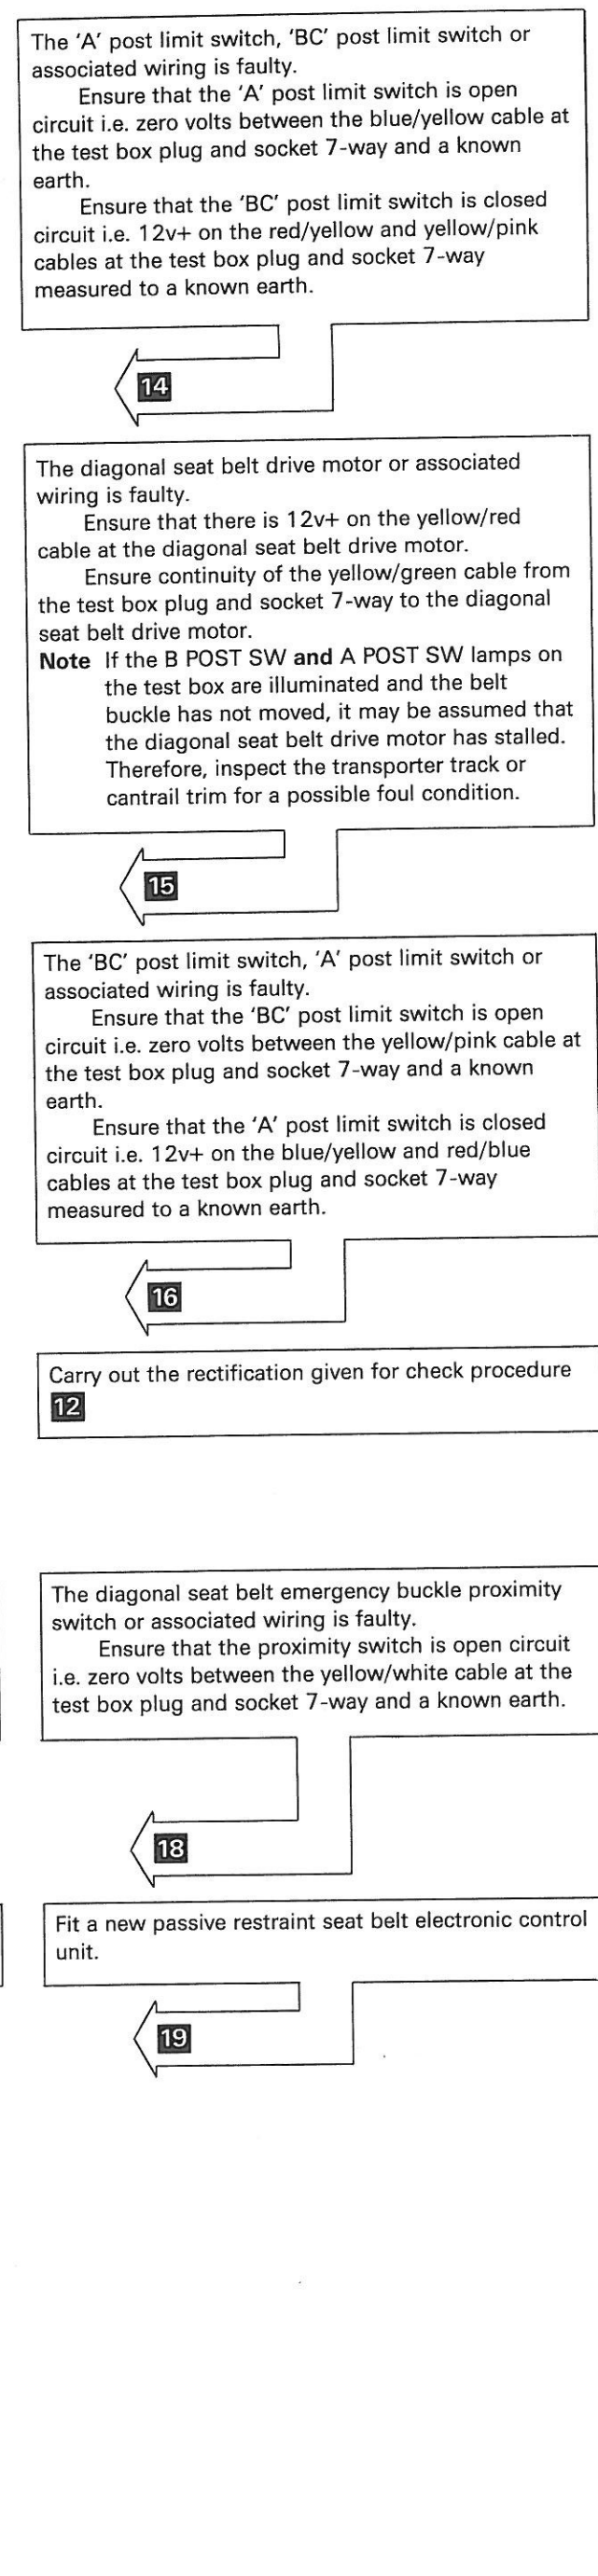 The ‘A’ post limit switch, ‘BC’ post limit switch or
associated wiring is faulty.
Ensure that the ‘A’ post limit switch is open
circuit i.e. zero volts between the blue/yellow cable at
the test box plug and socket 7-way and a known
earth.
Ensure that the ‘BC’ post limit switch is closed
circuit i.e. 12v+ on the red/yellow and yellow/pink
cables at the test box plug and socket 7-way
measured to a known earth.
14
The diagonal seat belt drive motor or associated
wiring is faulty.
Ensure that there is 12v+ on the yellow/red
cable at the diagonal seat belt drive motor.
Ensure continuity of the yellow/green cable from
the test box plug and socket 7-way to the diagonal
seat belt drive motor.
Note If the B POST SW and A POST SW lamps on
the test box are illuminated and the belt
buckle has not moved, it may be assumed that
the diagonal seat belt drive motor has stalled.
Therefore, inspect the transporter track or
cantrail trim for a possible foul condition.
15
The ‘BC’ post limit switch, ‘A’ post limit switch or
associated wiring is faulty.
Ensure that the ‘BC’ post limit switch is open
circuit i.e. zero volts between the yellow/pink cable at
the test box plug and socket 7-way and a known
earth.
Ensure that the ‘A’ post limit switch is closed
circuit i.e. 12v+ on the blue/yellow and red/blue
cables at the test box plug and socket 7-way
measured to a known earth.
16
Carry out the rectification given for check procedure
12
The diagonal seat belt emergency buckle proximity
switch or associated wiring is faulty.
Ensure that the proximity switch is open circuit
i.e. zero volts between the yellow/white cable at the
test box plug and socket 7-way and a known earth.
18
Fit a new passive restraint seat belt electronic control
unit.
19